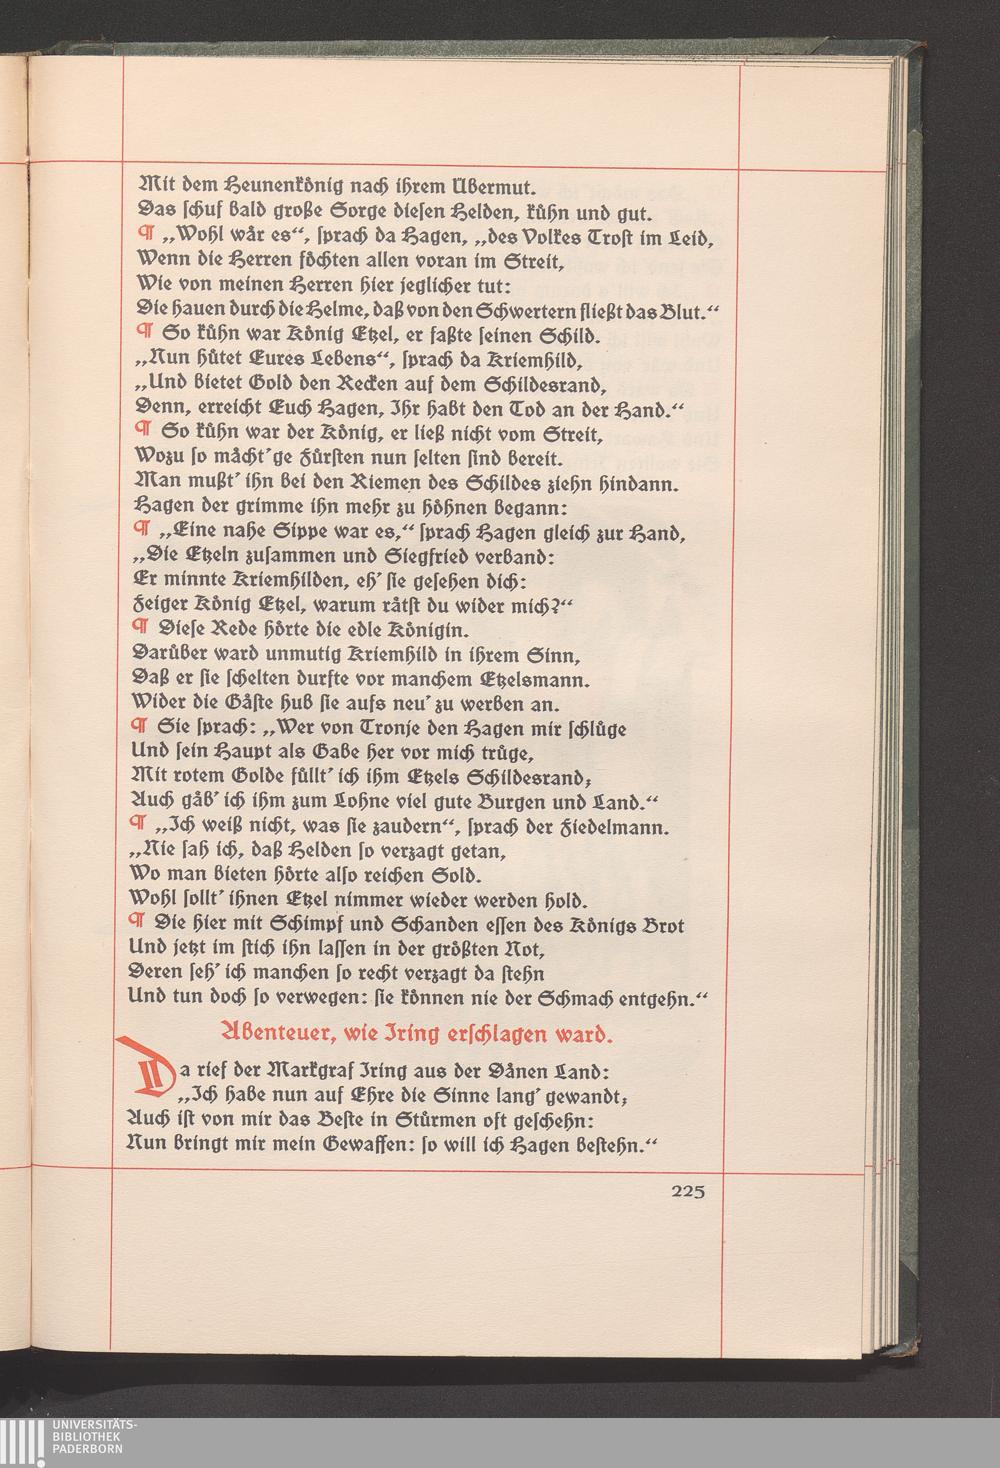 Mit dem Heunenkönig nach ihrem Übermut.
Das schuf bald große Sorge diesen Helden, kühn und gut.
¶ „Wohl wär es“, sprach da Hagen, „des Volkes Trost im Leid,
Wenn die Herren föchten allen voran im Streit,
Wie von meinen Herren hier jeglicher tut:
Die hauen durch die Helme, daß von den Schwertern fließt das Blut.“
¶ So kühn war König Etzel, er faßte seinen Schild.
„Nun hütet Eures Lebens“, sprach da Kriemhild,
„Und bietet Gold den Recken auf dem Schildesrand,
Denn, erreicht Euch Hagen, Ihr habt den Tod an der Hand.“
¶ So kühn war der König, er ließ nicht vom Streit,
Wozu so mächt’ge Fürsten nun selten sind bereit.
Man mußt’ ihn bei den Riemen des Schildes ziehn hindann.
Hagen der grimme ihn mehr zu höhnen begann:
¶ „Eine nahe Sippe war es,“ sprach Hagen gleich zur Hand,
„Die Etzeln zusammen und Siegfried verband:
Er minnte Kriemhilden, eh’ sie gesehen dich:
Feiger König Etzel, warum rätst du wider mich?“
¶ Diese Rede hörte die edle Königin.
Darüber ward unmutig Kriemhild in ihrem Sinn,
Daß er sie schelten durfte vor manchem Etzelsmann.
Wider die Gäste hub sie aufs neu’ zu werben an.
¶ Sie sprach: „Wer von Tronje den Hagen mir schlüge
Und sein Haupt als Gabe her vor mich trüge,
Mit rotem Golde füllt’ ich ihm Etzels Schildesrand;
Auch gäb’ ich ihm zum Lohne viel gute Burgen und Land.“
¶ „Ich weiß nicht, was sie zaudern“, sprach der Fiedelmann.
„Nie sah ich, daß Helden so verzagt getan,
Wo man bieten hörte also reichen Sold.
Wohl sollt’ ihnen Etzel nimmer wieder werden hold.
¶ Die hier mit Schimpf und Schanden essen des Königs Brot
Und jetzt im stich ihn lassen in der größten Not,
Deren seh’ ich manchen so recht verzagt da stehn
Und tun doch so verwegen: sie können nie der Schmach entgehn.“
Abenteuer, wie Iring erschlagen ward.
Da rief der Markgraf Iring aus der Dänen Land:
„Ich habe nun auf Ehre die Sinne lang’ gewandt;
Auch ist von mir das Beste in Stürmen oft geschehn:
Nun bringt mir mein Gewaffen: so will ich Hagen bestehn.“
225
UNIVERSITÄTS-
BIBLIOTHEK
PADERBORN